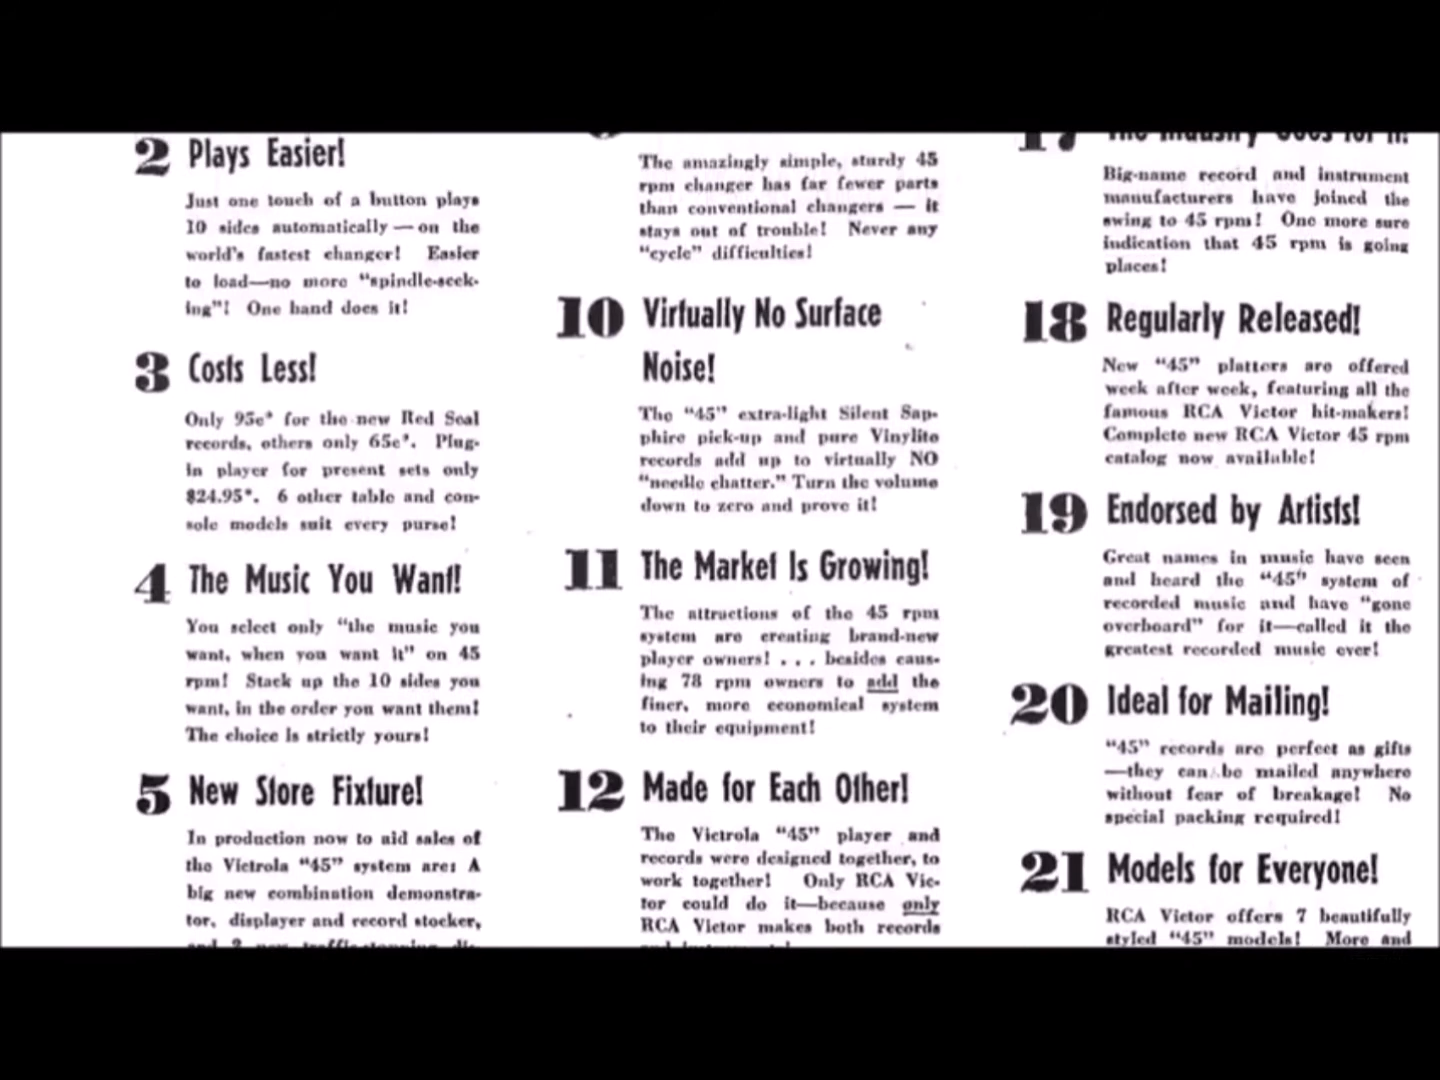 2 Plays Easier!
Just one touch of a button plays
10 sides automatically — on the
world's fastest changer! Easier
to load—no more "spindle-seek-
ing"! One hand does it!
3 Costs Less!
Only 95c* for the new Red Seal
records, others only 65c*. Plug-
in player for present sets only
$24.95*. 6 other table and con-
sole models suit every purse!
4 The Music You Want!
You select only "the music you
want, when you want it" on 45
rpm! Stack up the 10 sides you
want, in the order you want them!
The choice is strictly yours!
5 New Store Fixture!
In production now to aid sales of
the Victrola "45" system are: A
big new combination demonstra-
tor, displayer and record stocker,
The amazingly simple, sturdy 45
rpm changer has far fewer parts
than conventional changers — it
stays out of trouble! Never any
"cycle" difficulties!
10 Virtually No Surface
Noise!
The "45" extra-light Silent Sap-
phire pick-up and pure Vinylite
records add up to virtually NO
"needle chatter." Turn the volume
down to zero and prove it!
11 The Market Is Growing!
The attractions of the 45 rpm
system are creating brand-new
player owners! . . . besides caus-
ing 78 rpm owners to add the
finer, more economical system
to their equipment!
12 Made for Each Other!
The Victrola "45" player and
records were designed together, to
work together! Only RCA Vic-
tor could do it—because only
RCA Victor makes both records
17 The Industry Goes for It!
Big-name record and instrument
manufacturers have joined the
swing to 45 rpm! One more sure
indication that 45 rpm is going
places!
18 Regularly Released!
New "45" platters are offered
week after week, featuring all the
famous RCA Victor hit-makers!
Complete new RCA Victor 45 rpm
catalog now available!
19 Endorsed by Artists!
Great names in music have seen
and heard the "45" system of
recorded music and have "gone
overboard" for it—called it the
greatest recorded music ever!
20 Ideal for Mailing!
"45" records are perfect as gifts
—they can be mailed anywhere
without fear of breakage! No
special packing required!
21 Models for Everyone!
RCA Victor offers 7 beautifully
styled "45" models! More and